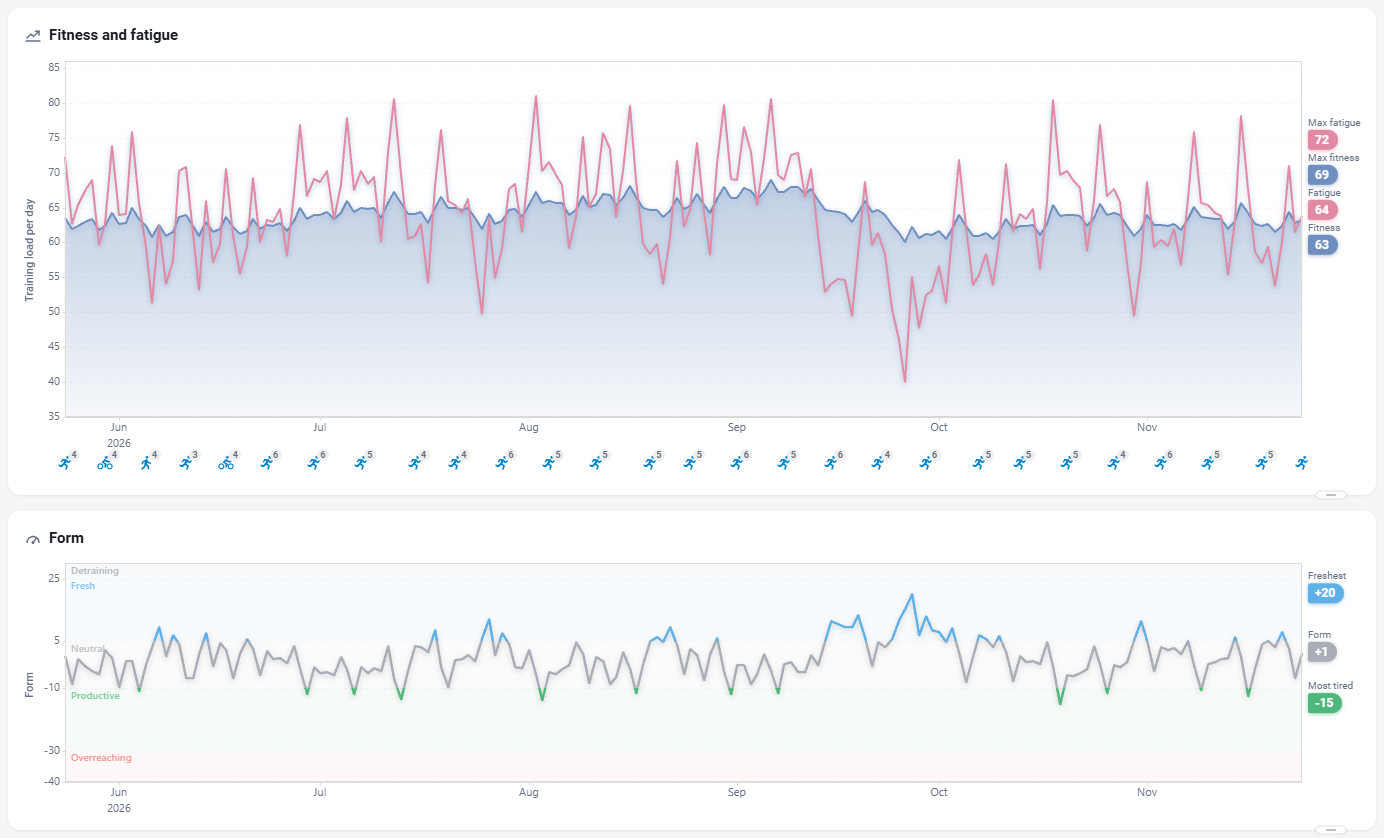 Fitness and fatigue
Training load per day
85
80
75
70
65
60
55
50
45
40
35
Max fatigue
72
Max fitness
69
Fatigue
64
Fitness
63
Jun Jul Aug Sep Oct Nov
2026
4 4 4 3 4 6 6 5 4 4 6 5 5 5 5 6 5 6 4 6 5 5 5 4 6 5 5
Form
Form
25
5
-10
-30
-40
Detraining
Fresh
Neutral
Productive
Overreaching
Freshest
+20
Form
+1
Most tired
-15
Jun Jul Aug Sep Oct Nov
2026